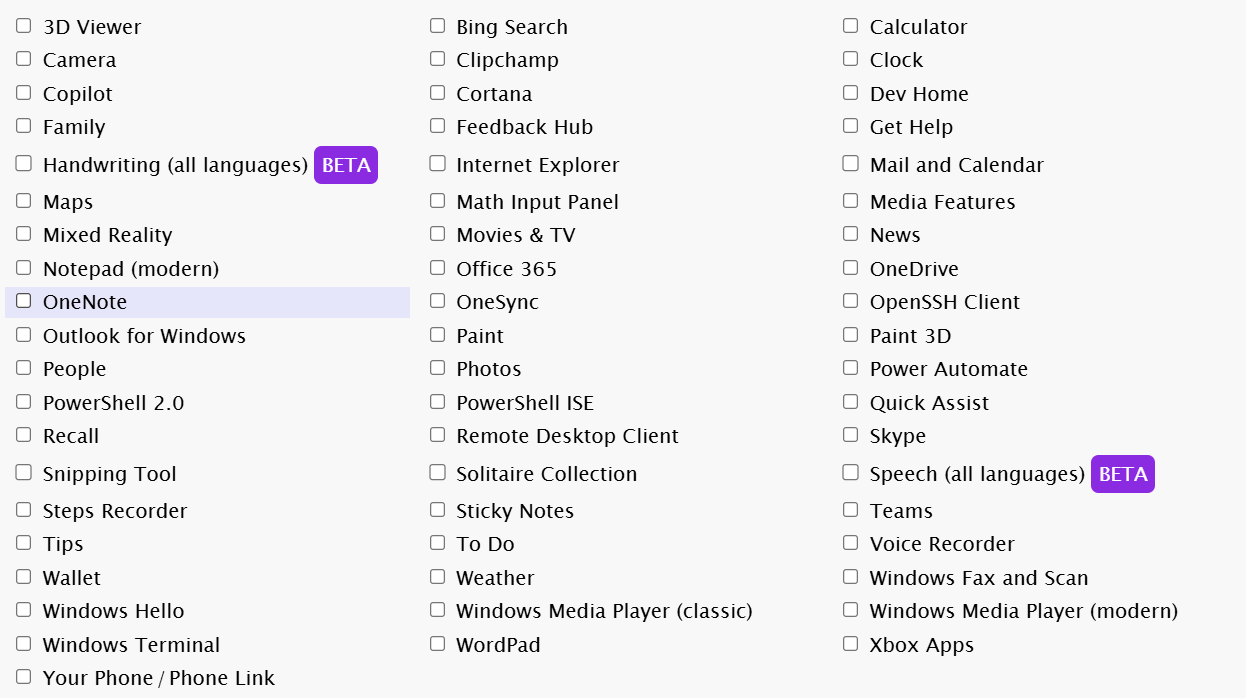 3D Viewer
Bing Search
Calculator
Camera
Clipchamp
Clock
Copilot
Cortana
Dev Home
Family
Feedback Hub
Get Help
Handwriting (all languages) BETA
Internet Explorer
Mail and Calendar
Maps
Math Input Panel
Media Features
Mixed Reality
Movies & TV
News
Notepad (modern)
Office 365
OneDrive
OneNote
OneSync
OpenSSH Client
Outlook for Windows
Paint
Paint 3D
People
Photos
Power Automate
PowerShell 2.0
PowerShell ISE
Quick Assist
Recall
Remote Desktop Client
Skype
Snipping Tool
Solitaire Collection
Speech (all languages) BETA
Steps Recorder
Sticky Notes
Teams
Tips
To Do
Voice Recorder
Wallet
Weather
Windows Fax and Scan
Windows Hello
Windows Media Player (classic)
Windows Media Player (modern)
Windows Terminal
WordPad
Xbox Apps
Your Phone / Phone Link